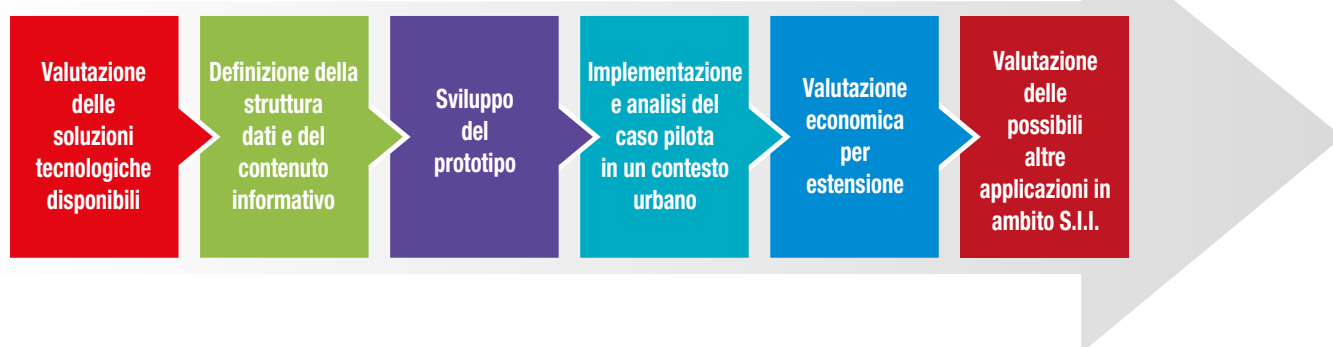 Valutazione
delle
soluzioni
tecnologiche
disponibili
Definizione della
struttura
dati e del
contenuto
informativo
Sviluppo
del
prototipo
Implementazione
e analisi del
caso pilota
in un contesto
urbano
Valutazione
economica
per
estensione
Valutazione
delle
possibili
altre
applicazioni in
ambito S.I.I.